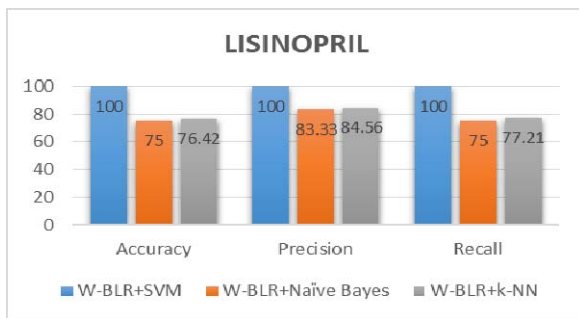 LISINOPRIL
100
80
60
40
20
0
100 75 76.42 100 83.33 84.56 100 75 77.21
Accuracy Precision Recall
W-BLR+SVM W-BLR+Naïve Bayes W-BLR+k-NN